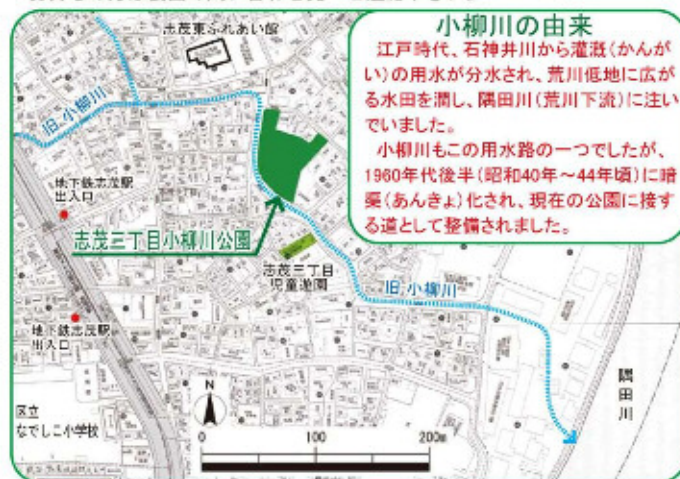 小柳川の由来
江戸時代、石神井川から灌漑(かんが
い)の用水が分水され、荒川低地に広が
る水田を潤し、隅田川(荒川下流)に注い
でいました。
小柳川もこの用水路の一つでしたが、
1960年代後半(昭和40年～44年頃)に暗
渠(あんきょ)化され、現在の公園に接す
る道として整備されました。
志茂東ふれあい館
旧小柳川
地下鉄志茂駅
出入口
志茂三丁目小柳川公園
志茂三丁目
児童遊園
旧小柳川
地下鉄志茂駅
出入口
区立
なでしこ小学校
N
0
100
200m
隅田川